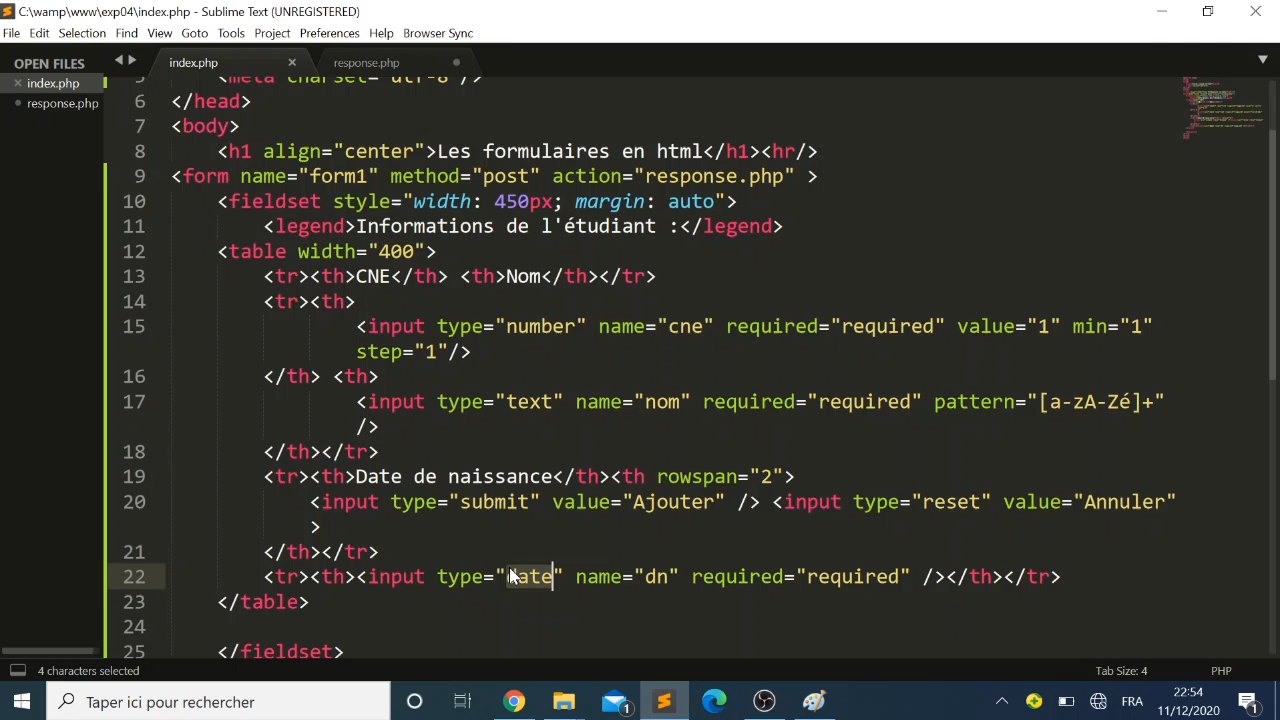 C:\wamp\www\exp04\index.php - Sublime Text (UNREGISTERED)
File Edit Selection Find View Goto Tools Project Preferences Help Browser Sync
OPEN FILES
index.php
response.php
index.php
response.php
<meta charset="utf-8"/>
6 </head>
7 <body>
8 <h1 align="center">Les formulaires en html</h1><hr/>
9 <form name="form1" method="post" action="response.php" >
10 <fieldset style="width: 450px; margin: auto">
11 <legend>Informations de l'étudiant :</legend>
12 <table width="400">
13 <tr><th>CNE</th> <th>Nom</th></tr>
14 <tr><th>
15 <input type="number" name="cne" required="required" value="1" min="1"
step="1"/>
16 </th> <th>
17 <input type="text" name="nom" required="required" pattern="[a-zA-Zé]+"
/>
18 </th></tr>
19 <tr><th>Date de naissance</th><th rowspan="2">
20 <input type="submit" value="Ajouter" /> <input type="reset" value="Annuler"
>
21 </th></tr>
22 <tr><th><input type="date" name="dn" required="required" /></th></tr>
23 </table>
24
25 </fieldset>
4 characters selected
Tab Size: 4
PHP
Taper ici pour rechercher
1
FRA
22:54
11/12/2020
1